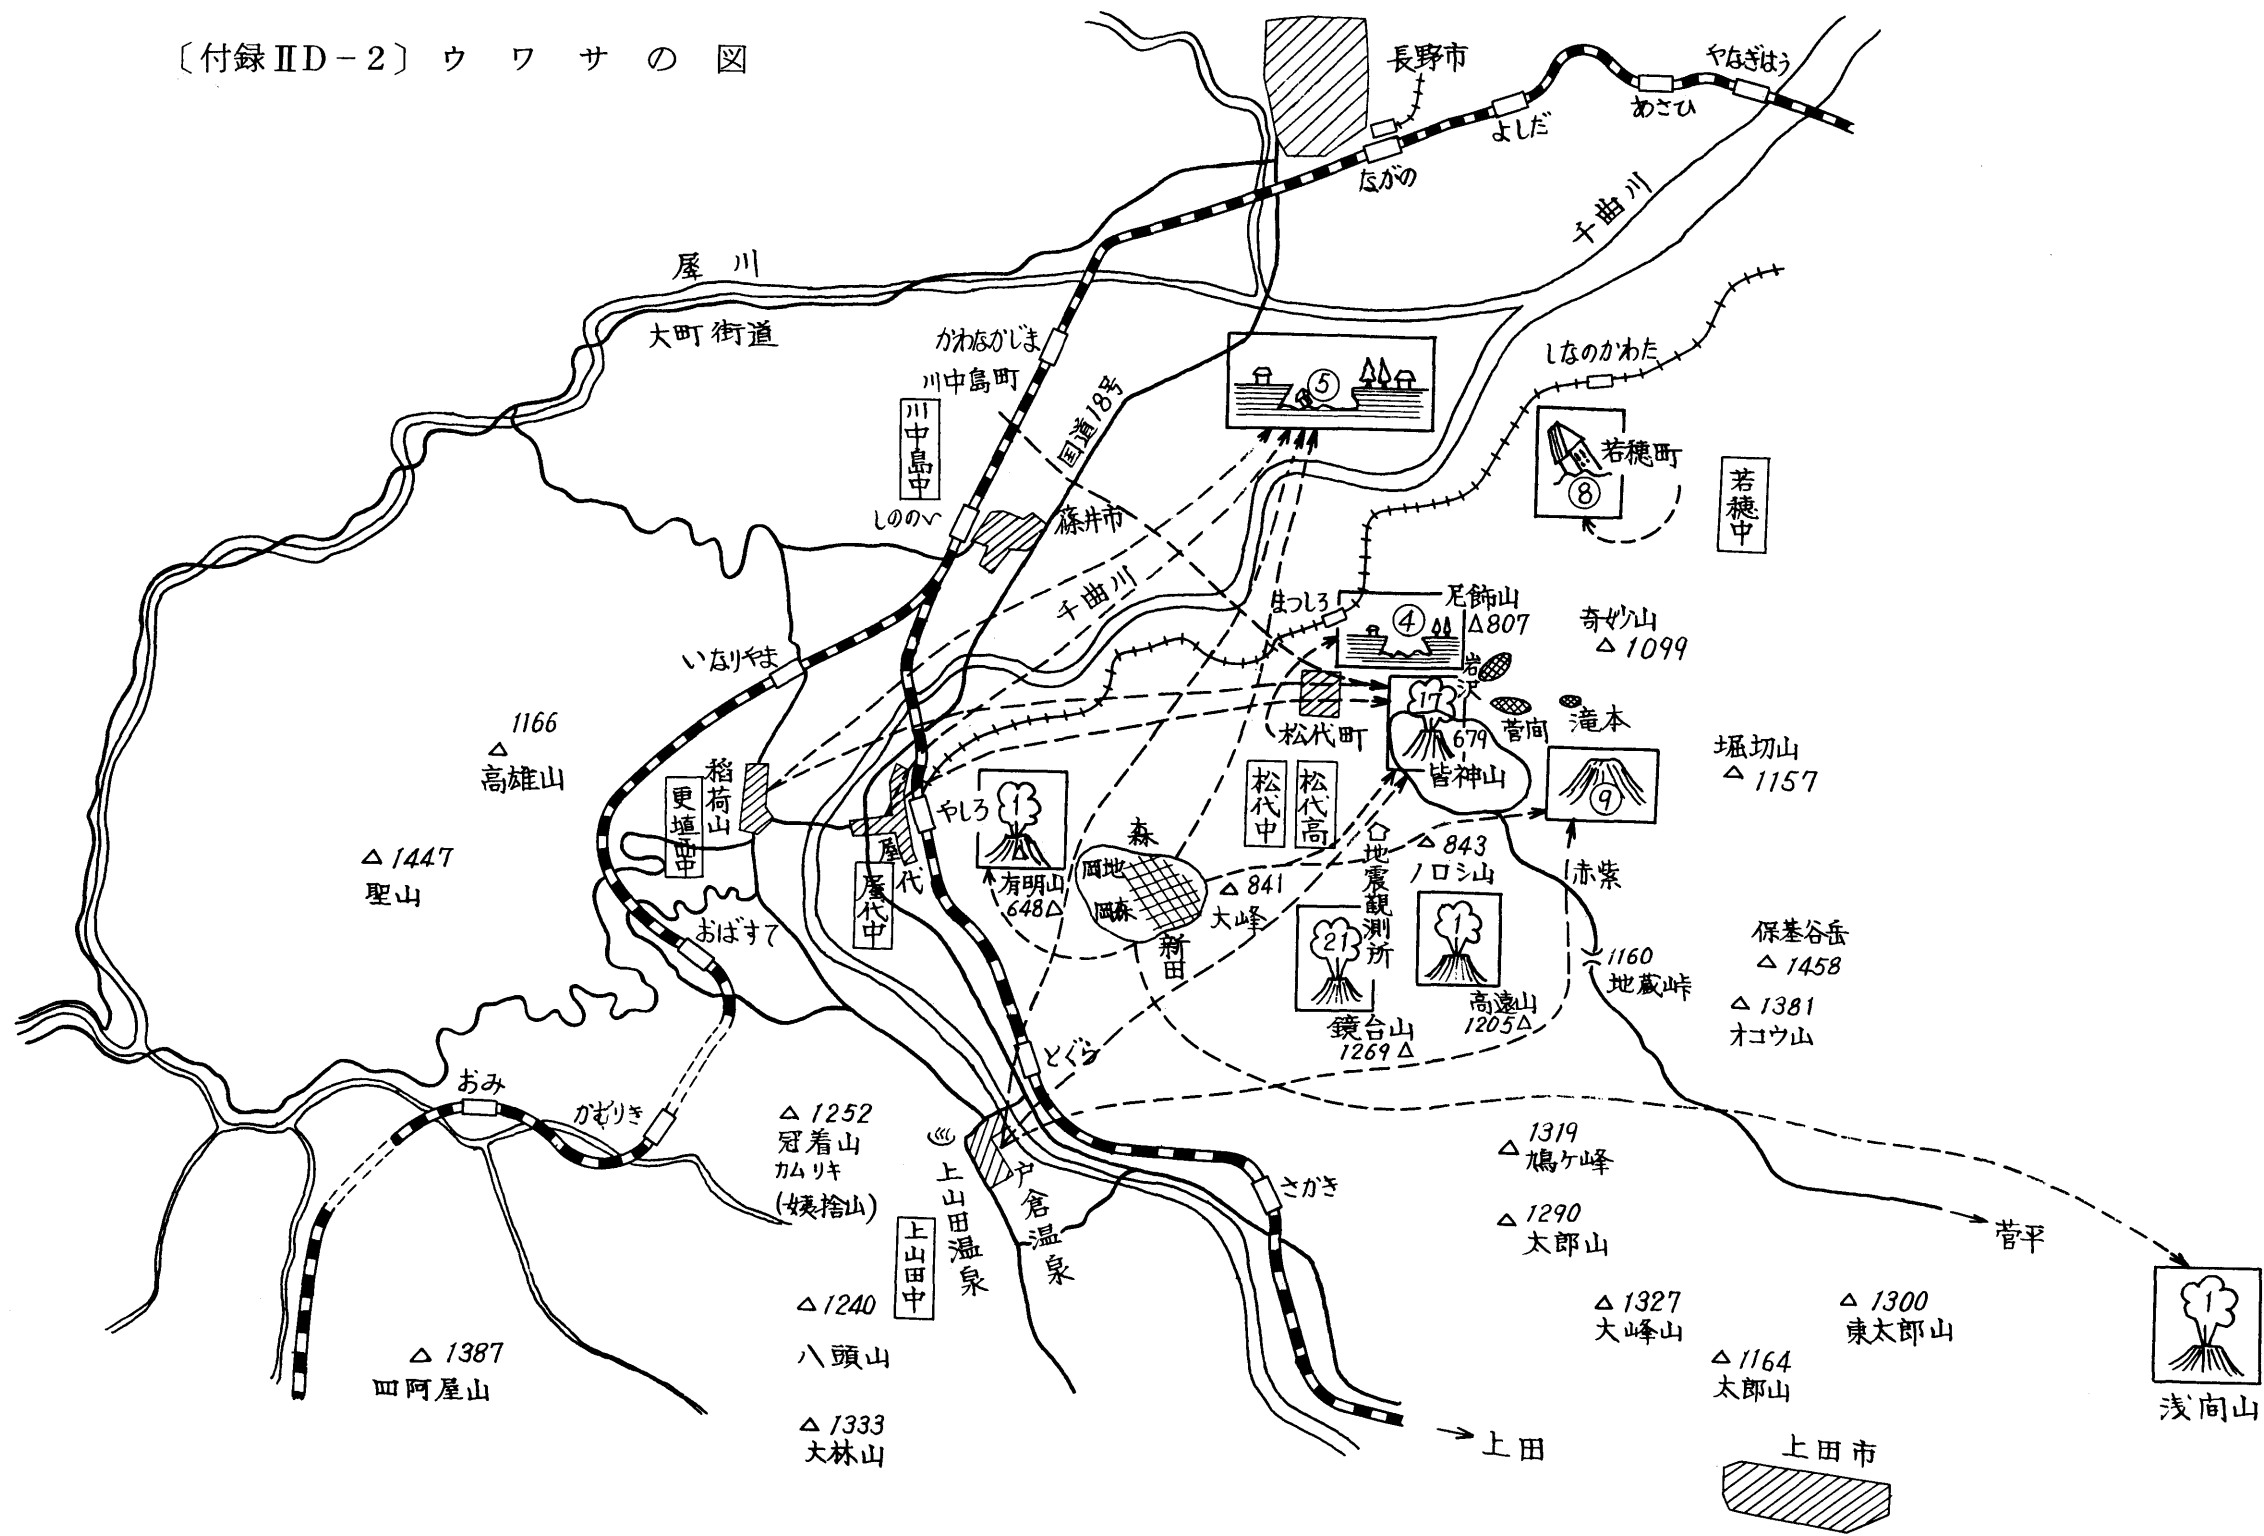 〔付録ⅡD－2〕ウワサの図
長野市
やなぎはう
あさひ
よしだ
ながの
千曲川
犀川
大町街道
かわなかじま
川中島町
川中島中
国道18号
⑤
しなのかわた
若穂町
⑧
若穂中
しののい
篠井市
千曲川
まつしろ
④
尼飾山
△807
奇妙山
△1099
いなりやま
岩沢
17
679
皆神山
菅間
滝本
松代町
松代中
松代高
⑨
堀切山
△1157
1166
△
高雄山
稲荷山
更埴西中
やしろ
屋代
屋代中
1
有明山
648△
森
岡地
岡森
新田
△841
大峰
地震観測所
△843
ノロシ山
赤紫
△1447
聖山
おばすて
21
鏡台山
1269△
1
高遠山
1205△
1160
地蔵峠
保基谷岳
△1458
△1381
オコウ山
とぐら
おみ
かむりき
△1252
冠着山
カムリキ
(姨捨山)
上山田温泉
戸倉温泉
上山田中
さかき
△1319
鳩ヶ峰
△1290
太郎山
菅平
△1240
八頭山
△1327
大峰山
△1300
東太郎山
△1164
太郎山
1
浅間山
△1387
四阿屋山
△1333
大林山
上田
上田市